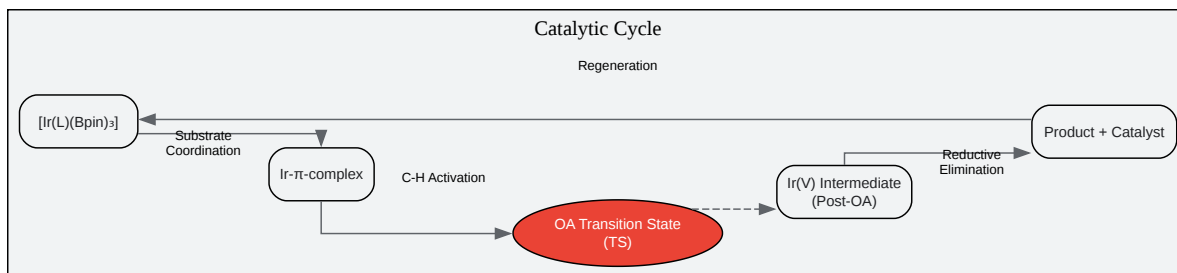 Catalytic Cycle
Regeneration
[Ir(L)(Bpin)₃]
Substrate
Coordination
Ir-π-complex
C-H Activation
OA Transition State
(TS)
Ir(V) Intermediate
(Post-OA)
Reductive
Elimination
Product + Catalyst